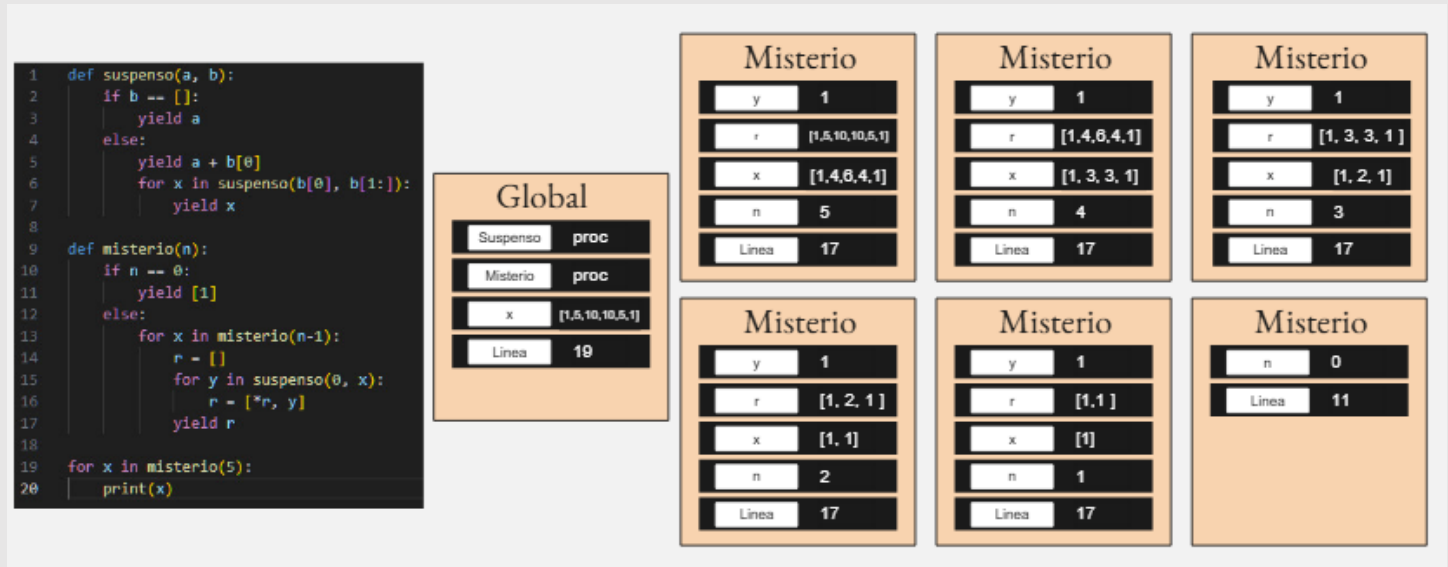 1 def suspenso(a, b):
2 if b == []:
3 yield a
4 else:
5 yield a + b[0]
6 for x in suspenso(b[0], b[1:]):
7 yield x
8
9 def misterio(n):
10 if n == 0:
11 yield [1]
12 else:
13 for x in misterio(n-1):
14 r = []
15 for y in suspenso(0, x):
16 r = [*r, y]
17 yield r
18
19 for x in misterio(5):
20 print(x)
Global
Suspenso proc
Misterio proc
x [1,5,10,10,5,1]
Linea 19
Misterio
y 1
r [1,5,10,10,5,1]
x [1,4,6,4,1]
n 5
Linea 17
Misterio
y 1
r [1,4,6,4,1]
x [1, 3, 3, 1]
n 4
Linea 17
Misterio
y 1
r [1, 3, 3, 1 ]
x [1, 2, 1]
n 3
Linea 17
Misterio
y 1
r [1, 2, 1 ]
x [1, 1]
n 2
Linea 17
Misterio
y 1
r [1,1 ]
x [1]
n 1
Linea 17
Misterio
n 0
Linea 11